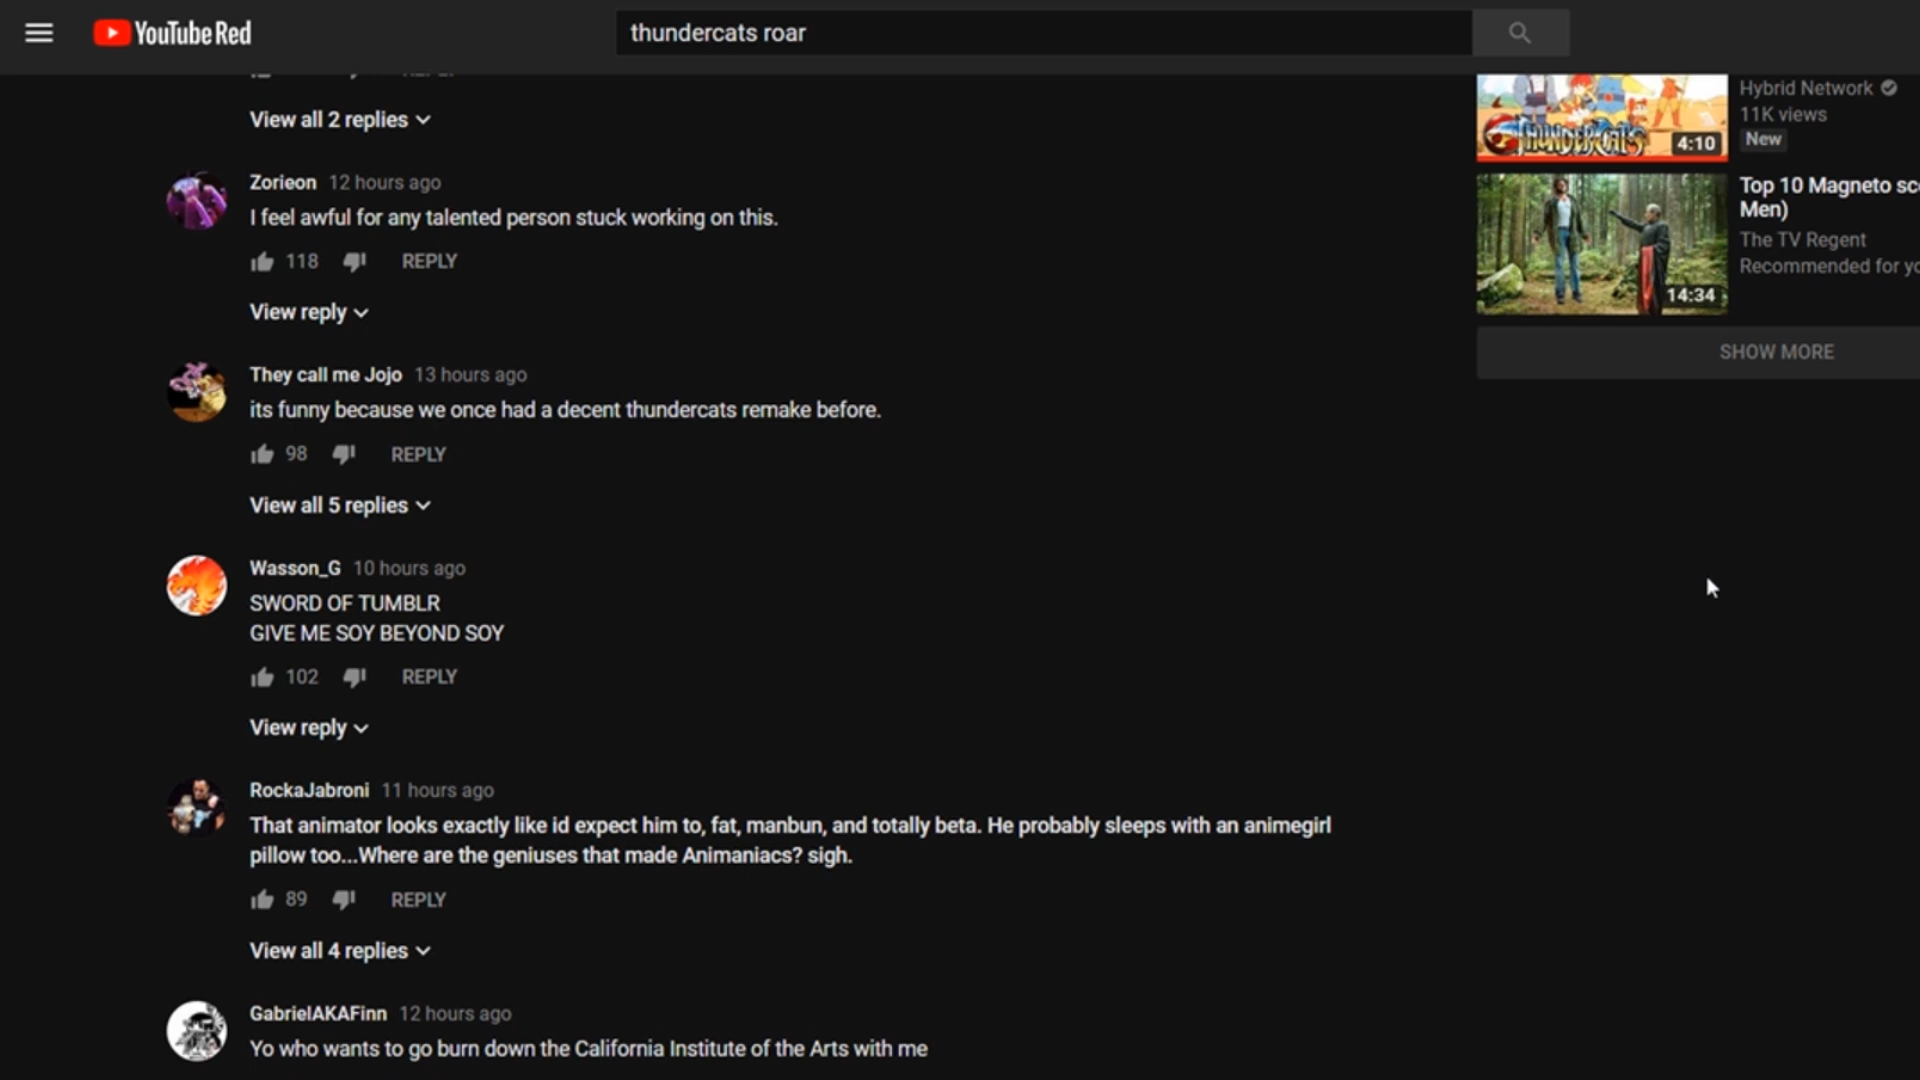 YouTube Red
thundercats roar
View all 2 replies
Zorieon 12 hours ago
I feel awful for any talented person stuck working on this.
118 REPLY
View reply
They call me Jojo 13 hours ago
its funny because we once had a decent thundercats remake before.
98 REPLY
View all 5 replies
Wasson_G 10 hours ago
SWORD OF TUMBLR
GIVE ME SOY BEYOND SOY
102 REPLY
View reply
RockaJabroni 11 hours ago
That animator looks exactly like id expect him to, fat, manbun, and totally beta. He probably sleeps with an animegirl
pillow too...Where are the geniuses that made Animaniacs? sigh.
89 REPLY
View all 4 replies
GabrielAKAFinn 12 hours ago
Yo who wants to go burn down the California Institute of the Arts with me
THUNDERCATS
4:10
Hybrid Network
11K views
New
14:34
Top 10 Magneto sc
Men)
The TV Regent
Recommended for yo
SHOW MORE